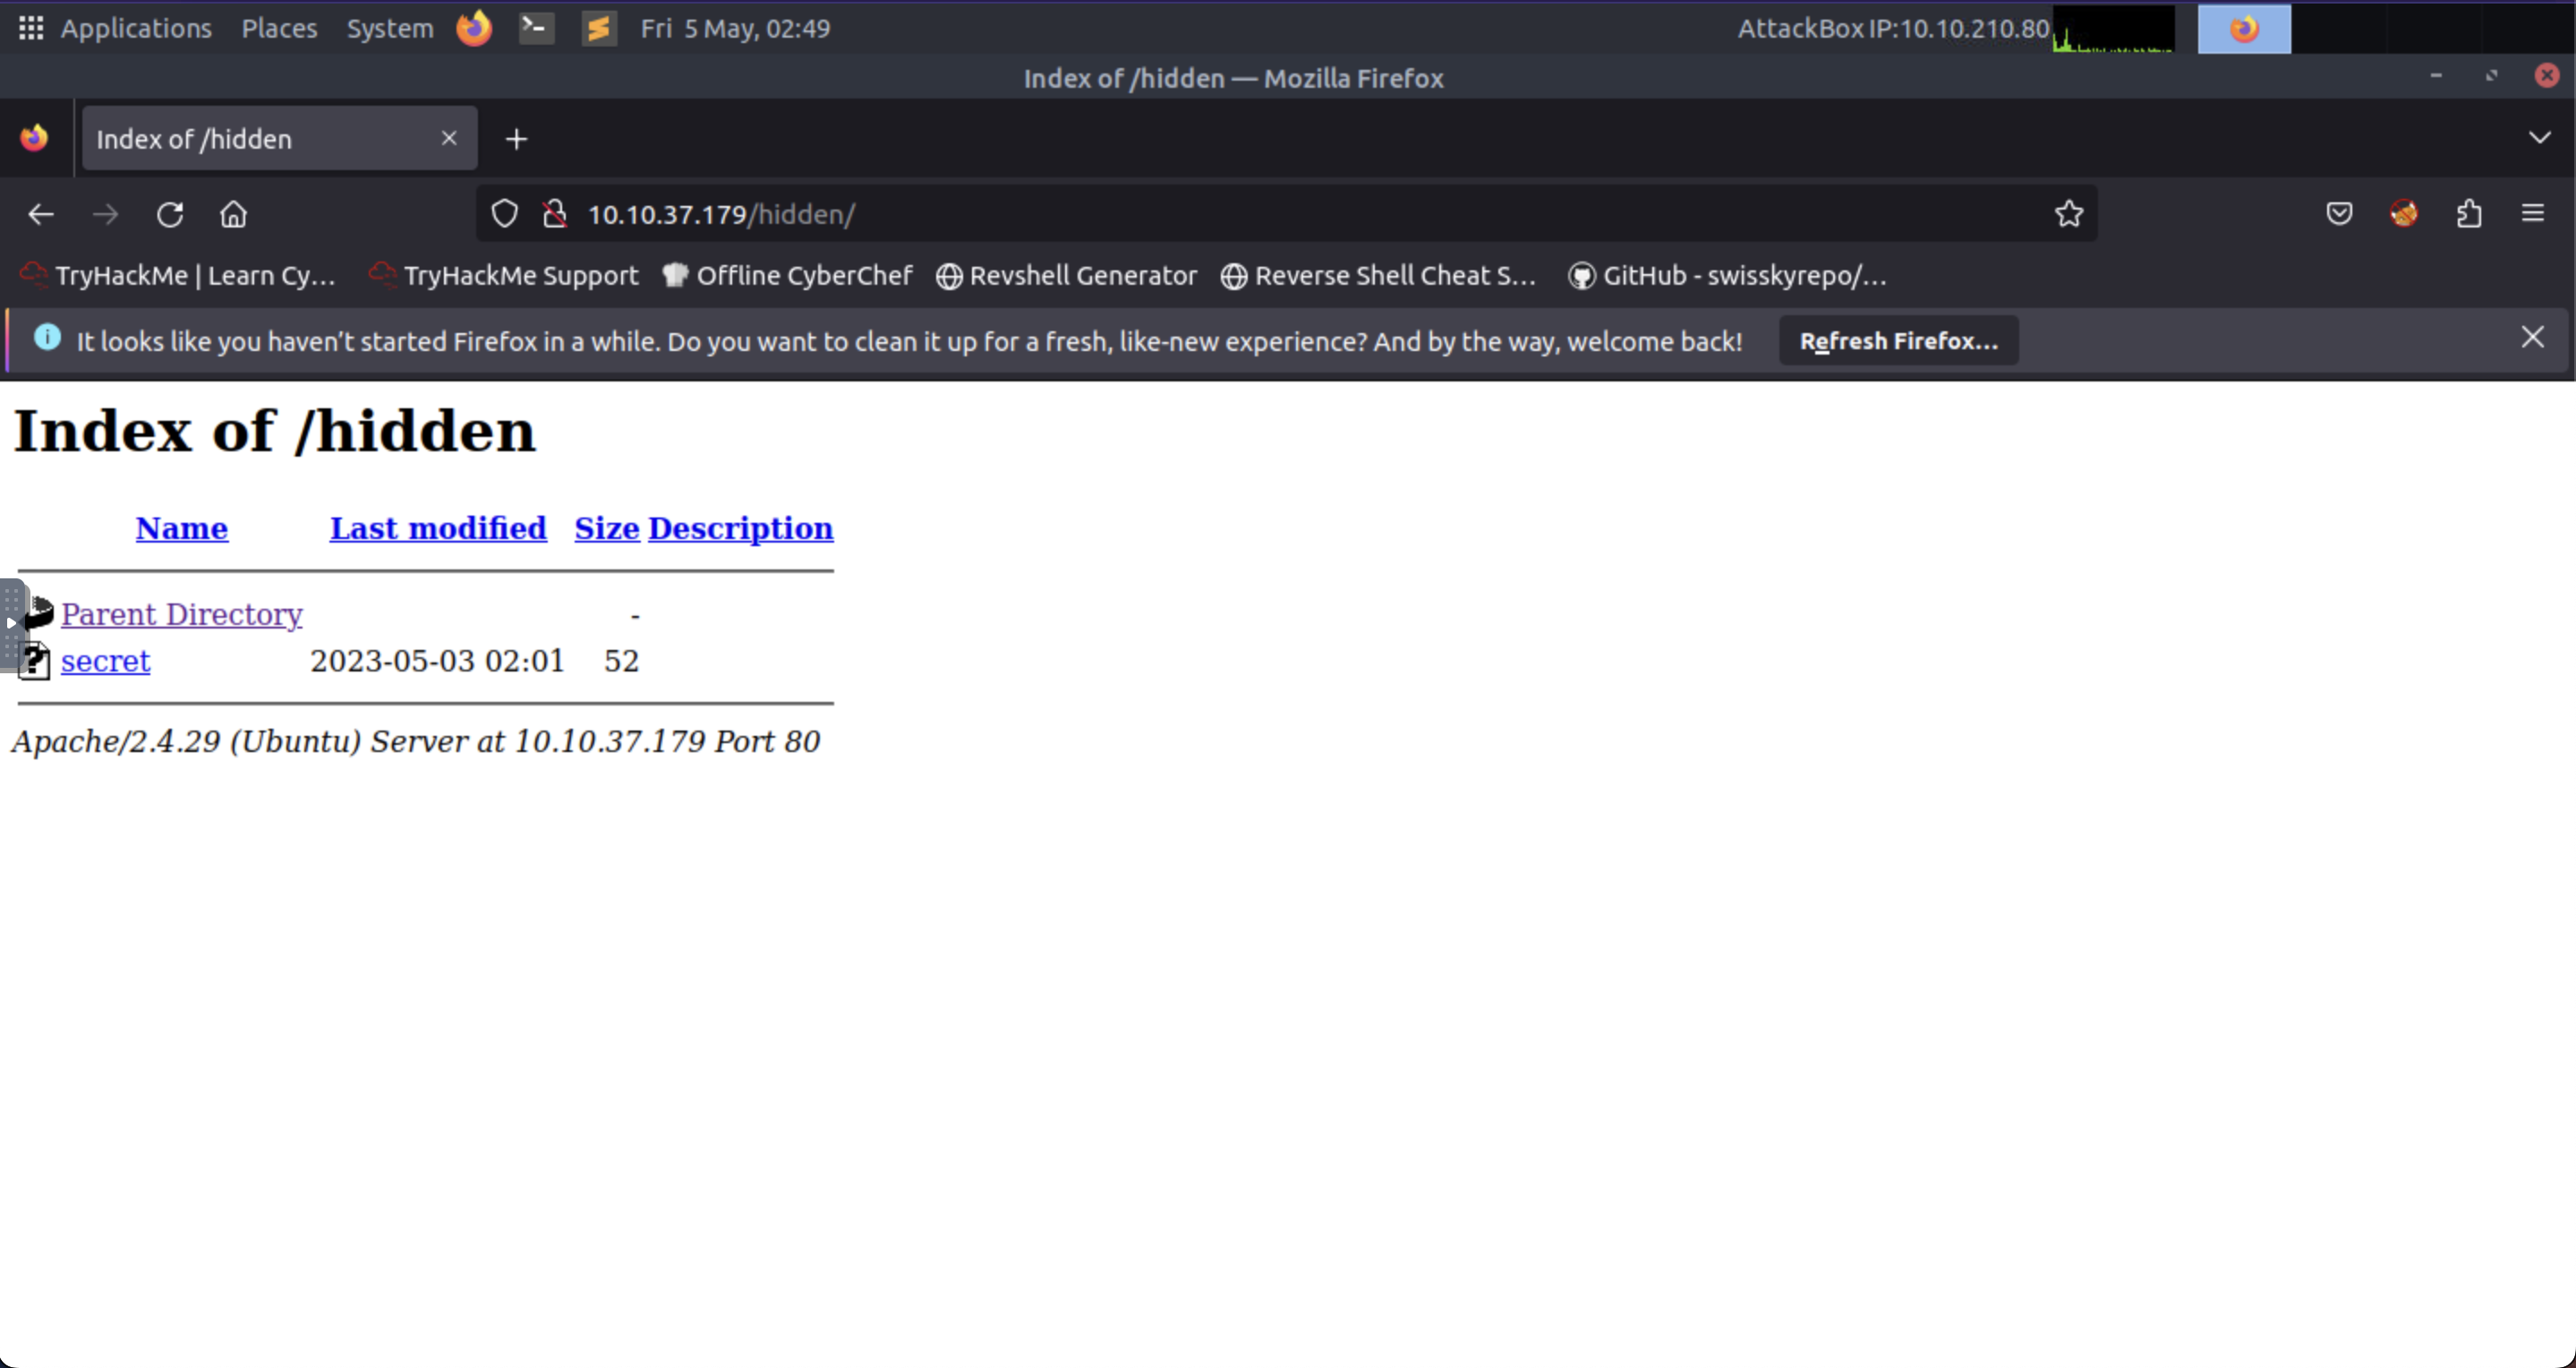 Applications Places System Fri 5 May, 02:49 AttackBox IP:10.10.210.80
Index of /hidden — Mozilla Firefox
Index of /hidden
10.10.37.179/hidden/
TryHackMe | Learn Cy… TryHackMe Support Offline CyberChef Revshell Generator Reverse Shell Cheat S… GitHub - swisskyrepo/…
It looks like you haven’t started Firefox in a while. Do you want to clean it up for a fresh, like-new experience? And by the way, welcome back! Refresh Firefox…
Index of /hidden
Name Last modified Size Description
Parent Directory -
secret 2023-05-03 02:01 52
Apache/2.4.29 (Ubuntu) Server at 10.10.37.179 Port 80